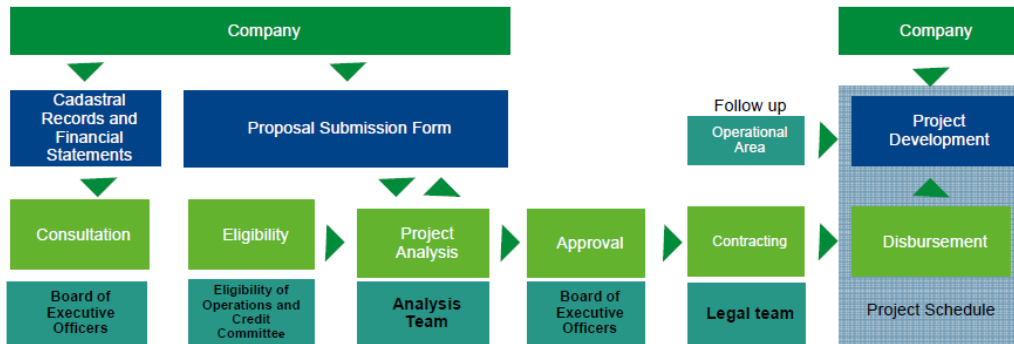 Company
Company
Cadastral
Records and
Financial
Statements
Proposal Submission Form
Follow up
Operational
Area
Project
Development
Consultation
Eligibility
Project
Analysis
Approval
Contracting
Disbursement
Board of
Executive
Officers
Eligibility of
Operations and
Credit
Committee
Analysis
Team
Board of
Executive
Officers
Legal team
Project Schedule